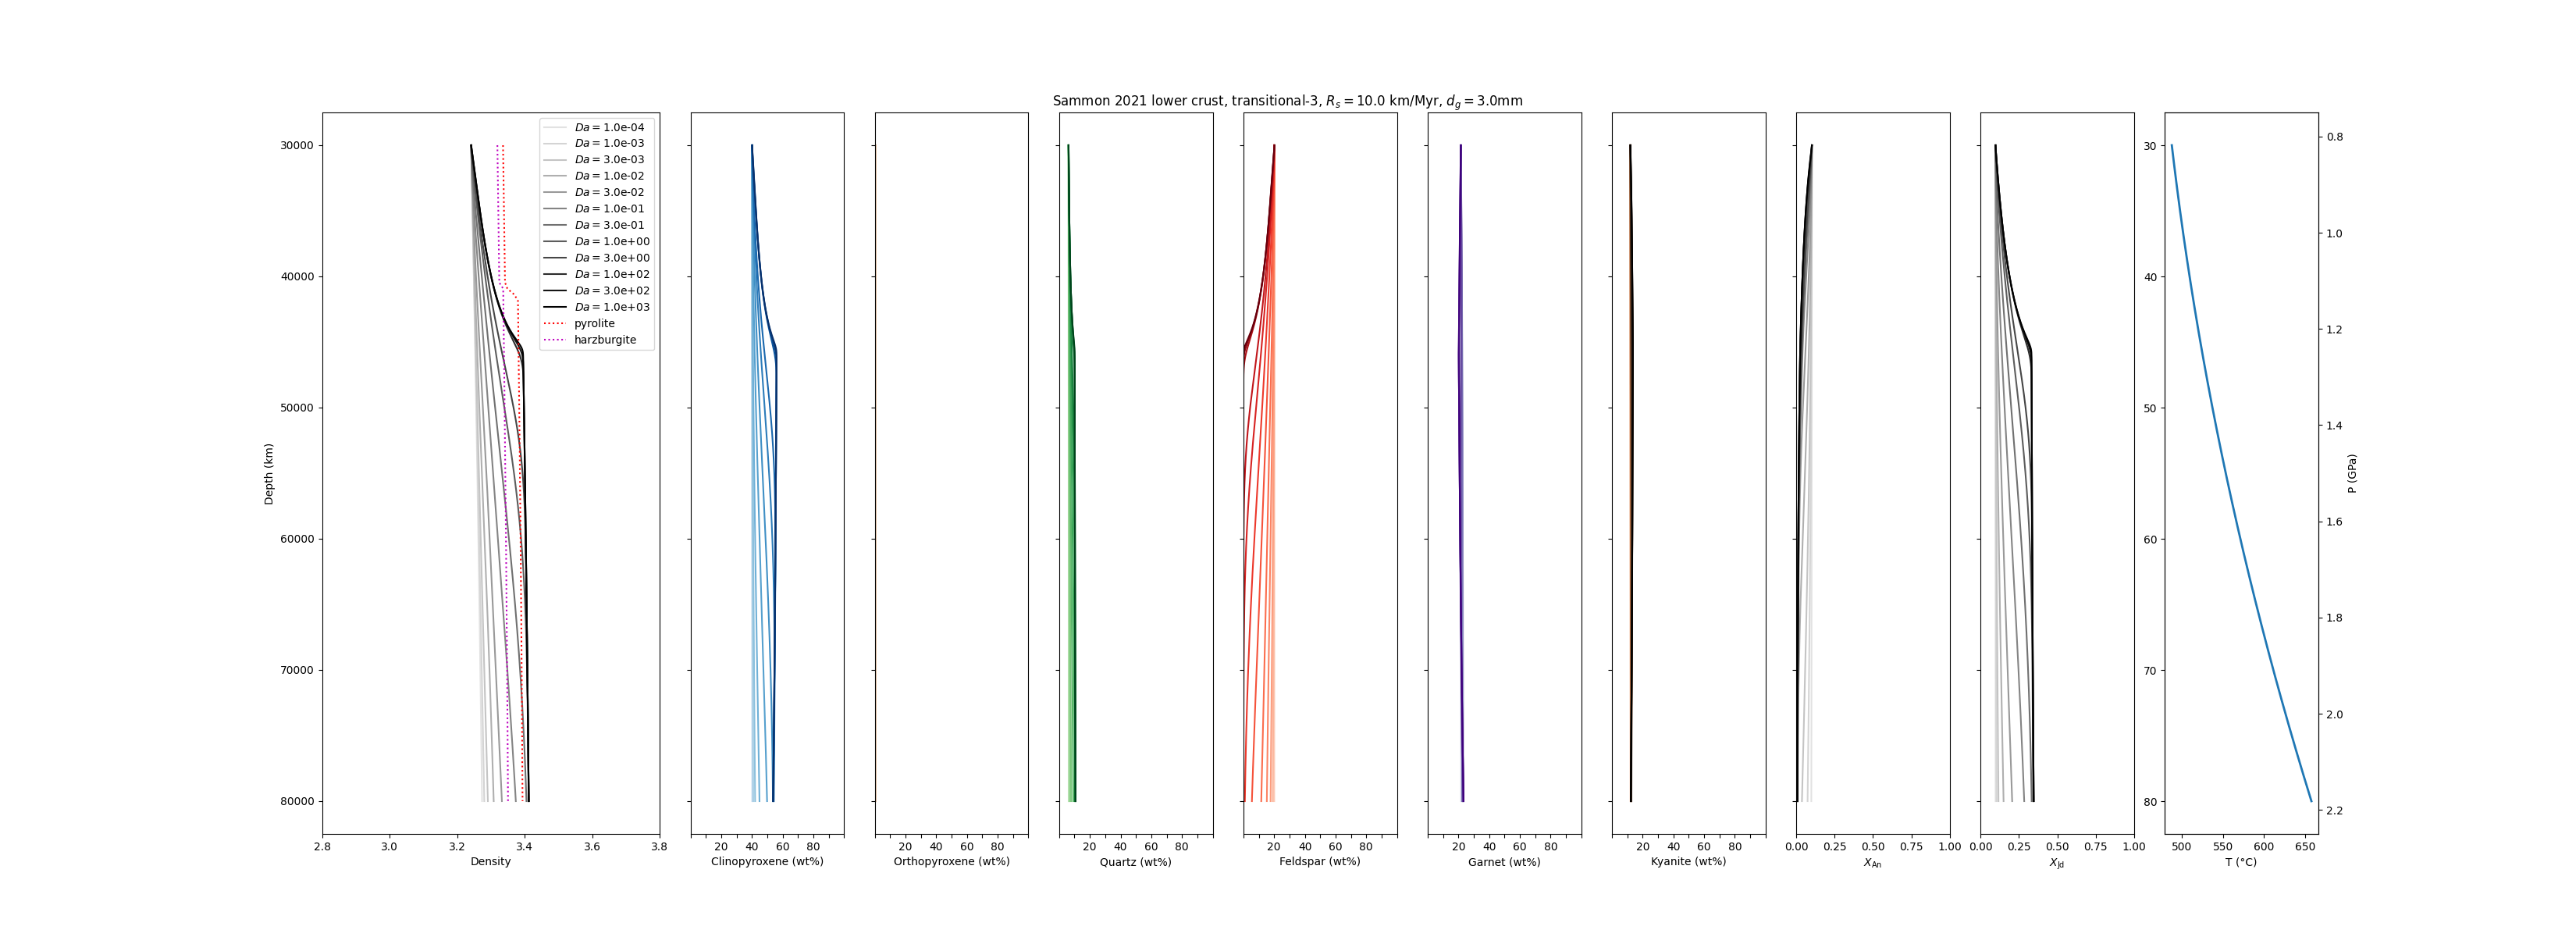 Sammon 2021 lower crust, transitional-3, R_s = 10.0 km/Myr, d_g = 3.0mm
Da = 1.0e-04
Da = 1.0e-03
Da = 3.0e-03
Da = 1.0e-02
Da = 3.0e-02
Da = 1.0e-01
Da = 3.0e-01
Da = 1.0e+00
Da = 3.0e+00
Da = 1.0e+02
Da = 3.0e+02
Da = 1.0e+03
pyrolite
harzburgite
Depth (km)
30000
40000
50000
60000
70000
80000
2.8 3.0 3.2 3.4 3.6 3.8
Density
20 40 60 80
Clinopyroxene (wt%)
20 40 60 80
Orthopyroxene (wt%)
20 40 60 80
Quartz (wt%)
20 40 60 80
Feldspar (wt%)
20 40 60 80
Garnet (wt%)
20 40 60 80
Kyanite (wt%)
0.00 0.25 0.50 0.75 1.00
X_An
0.00 0.25 0.50 0.75 1.00
X_Jd
30
40
50
60
70
80
500 550 600 650
T (°C)
0.8
1.0
1.2
1.4
1.6
1.8
2.0
2.2
P (GPa)